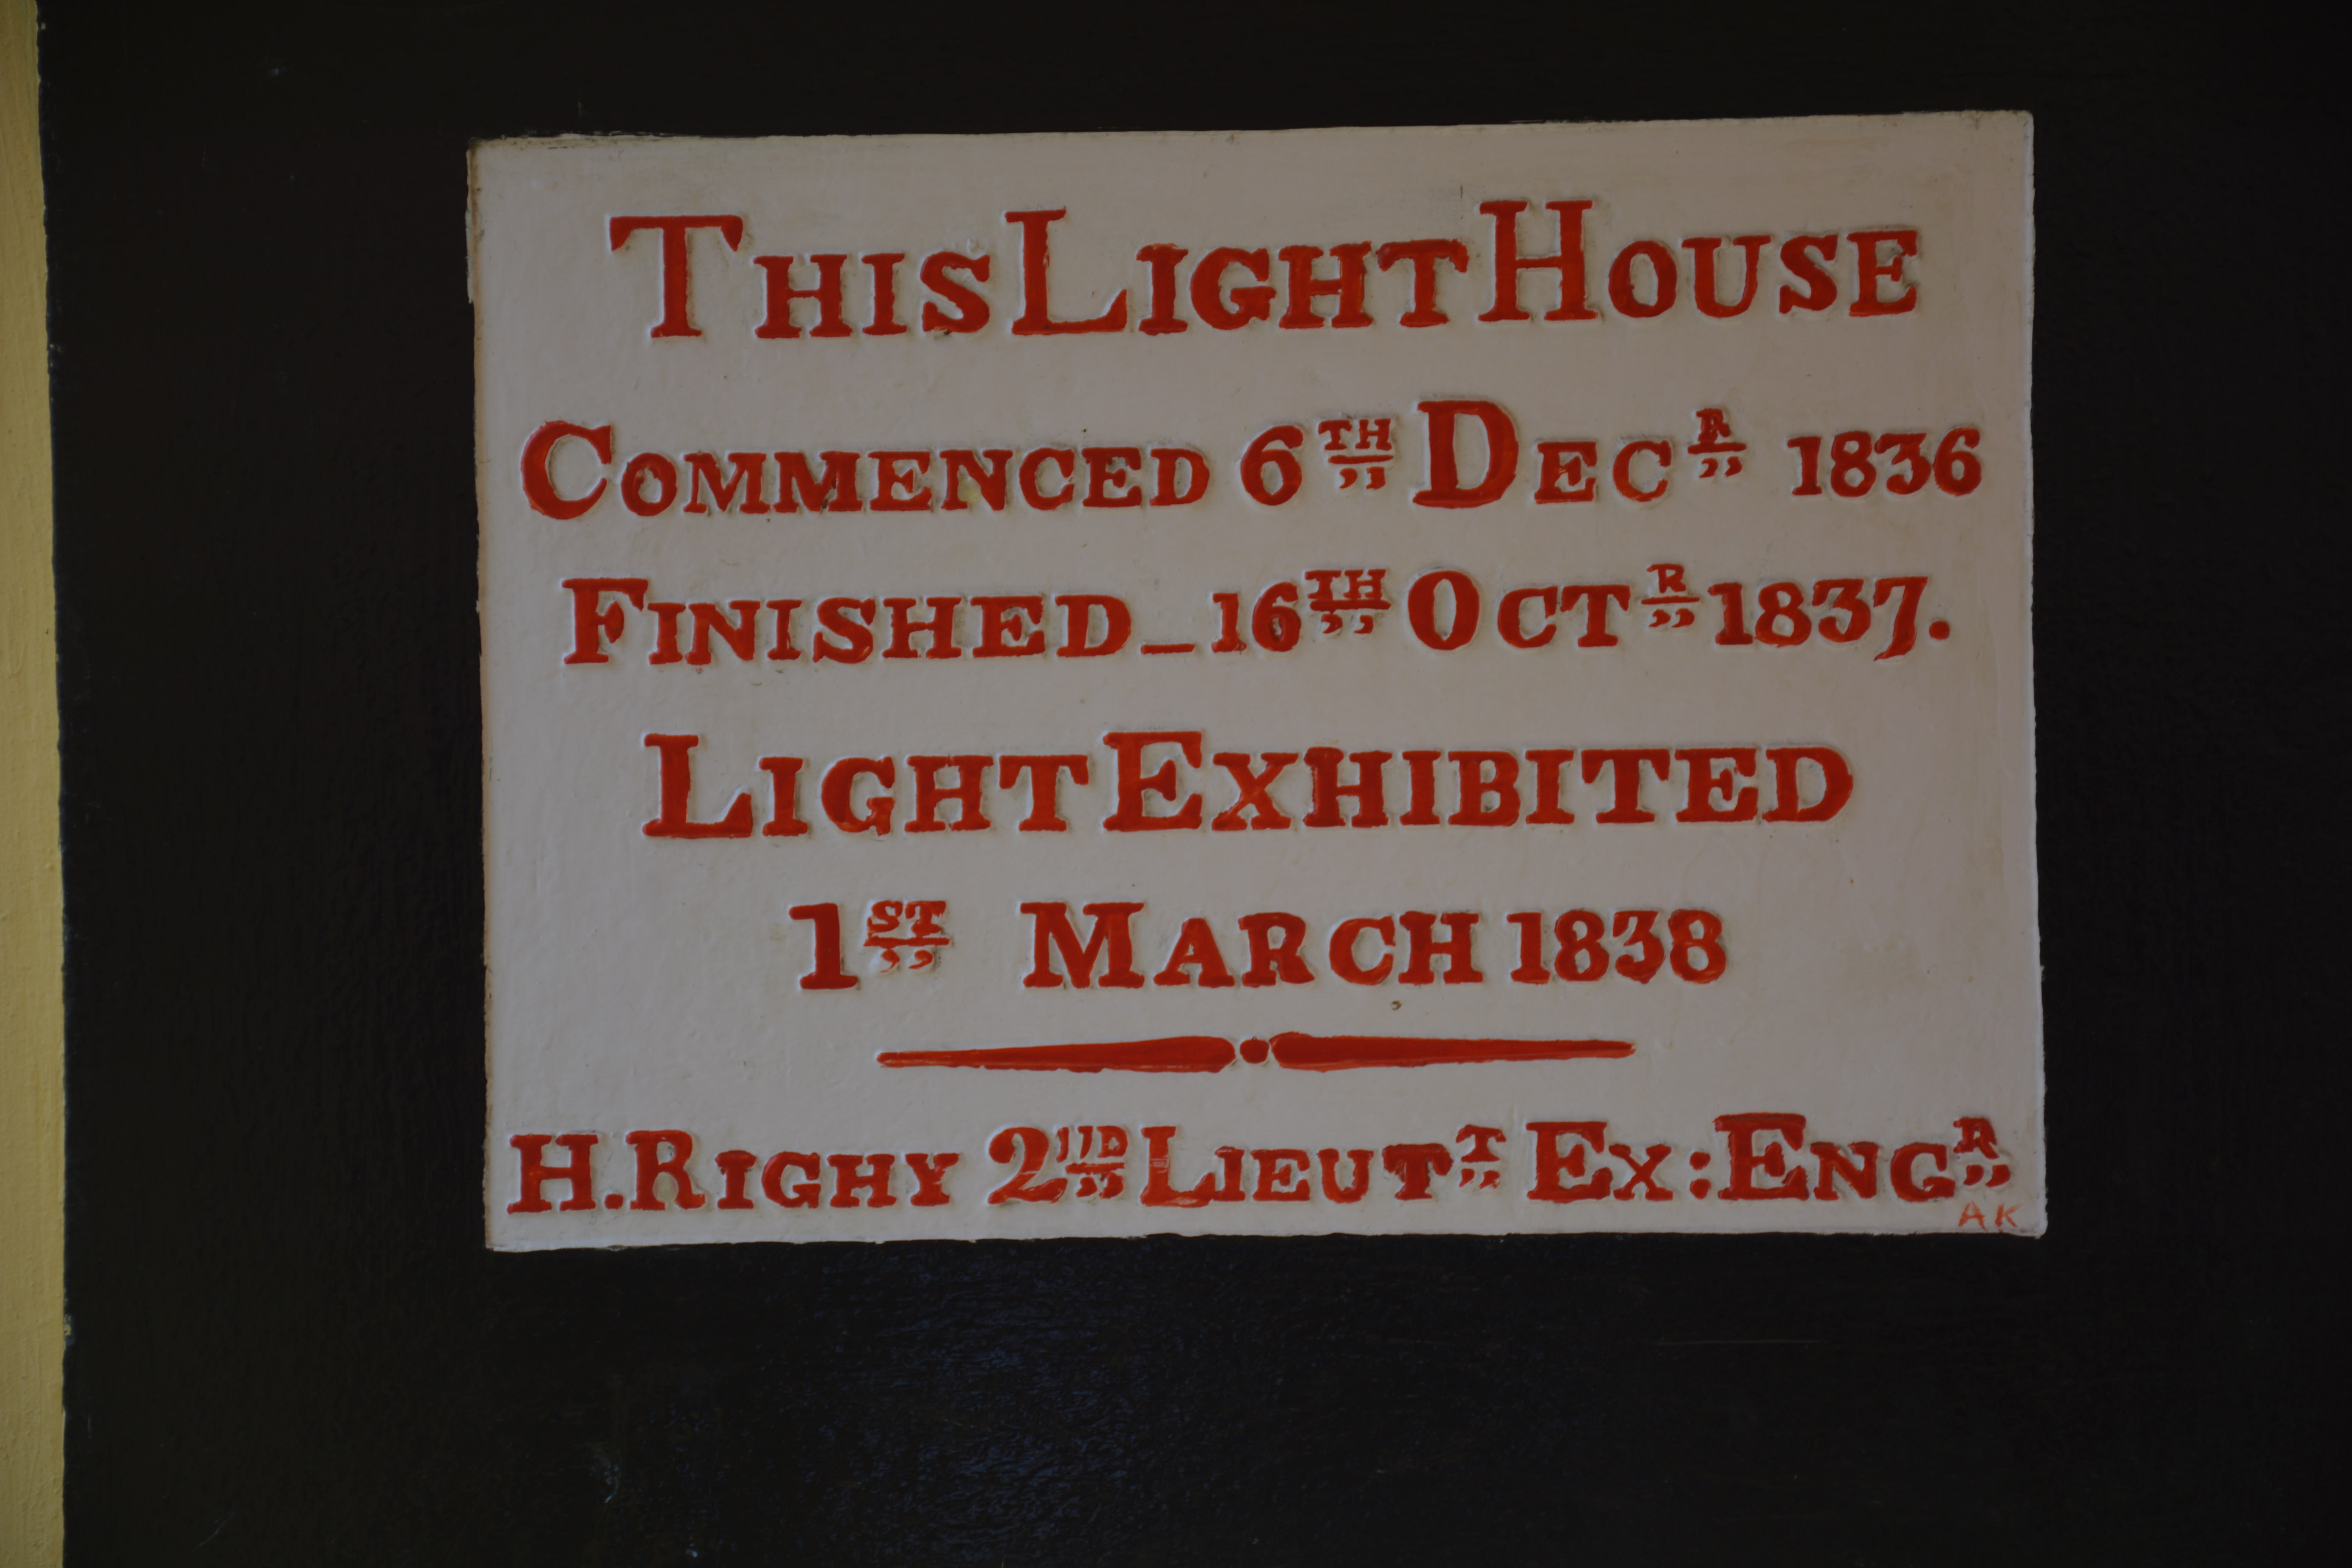 THIS LIGHT HOUSE
COMMENCED 6TH,, DECR,, 1836
FINISHED_16TH,, OCTR,, 1837.
LIGHT EXHIBITED
1ST,, MARCH 1838
H. RIGHY 2ND,, LIEUTT,, EX: ENGR,,
AK